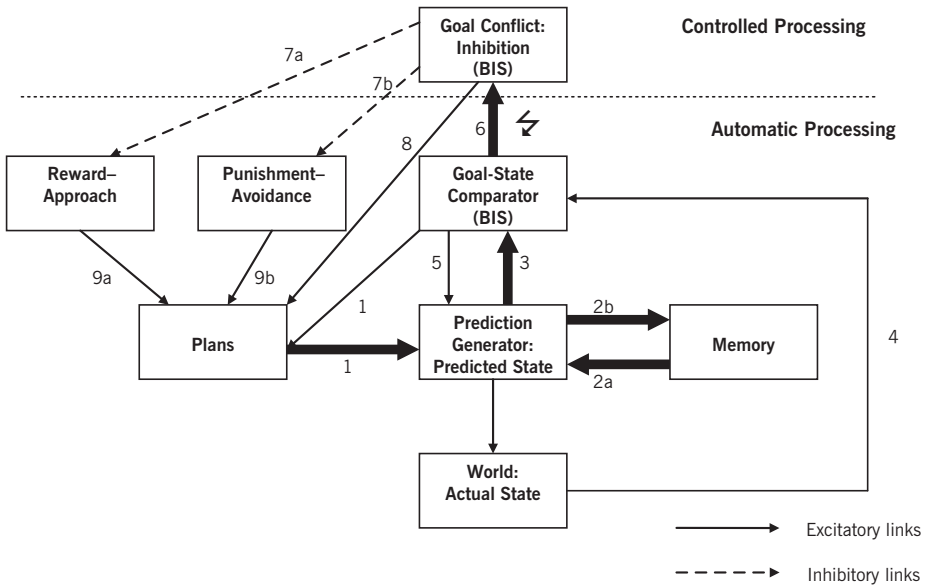 Goal Conflict:
Inhibition
(BIS)
Controlled Processing
7a
7b
6
Automatic Processing
8
Reward–
Approach
Punishment–
Avoidance
Goal-State
Comparator
(BIS)
9a
9b
5
3
1
4
Plans
1
Prediction
Generator:
Predicted State
2b
2a
Memory
World:
Actual State
Excitatory links
Inhibitory links